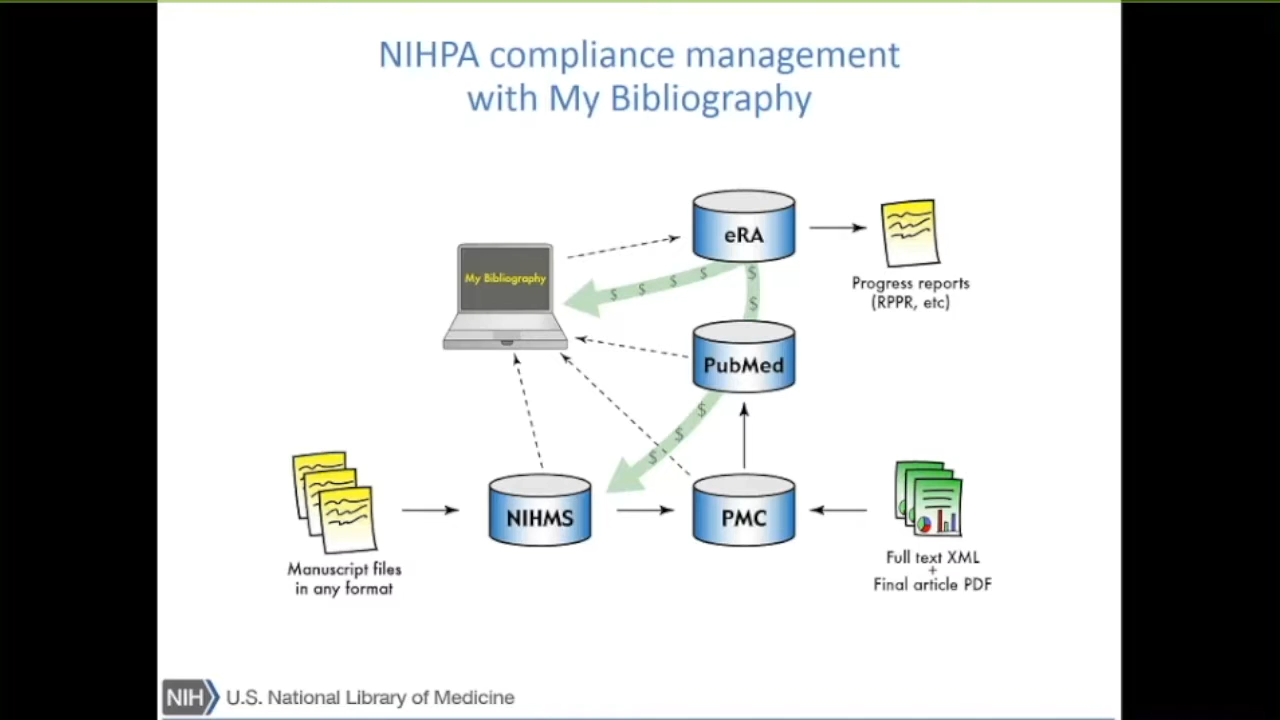 NIHPA compliance management
with My Bibliography
eRA
My Bibliography
$ $ $ $
$
$
Progress reports
(RPPR, etc)
PubMed
$
$
$
NIHMS
PMC
Manuscript files
in any format
Full text XML
+
Final article PDF
NIH U.S. National Library of Medicine